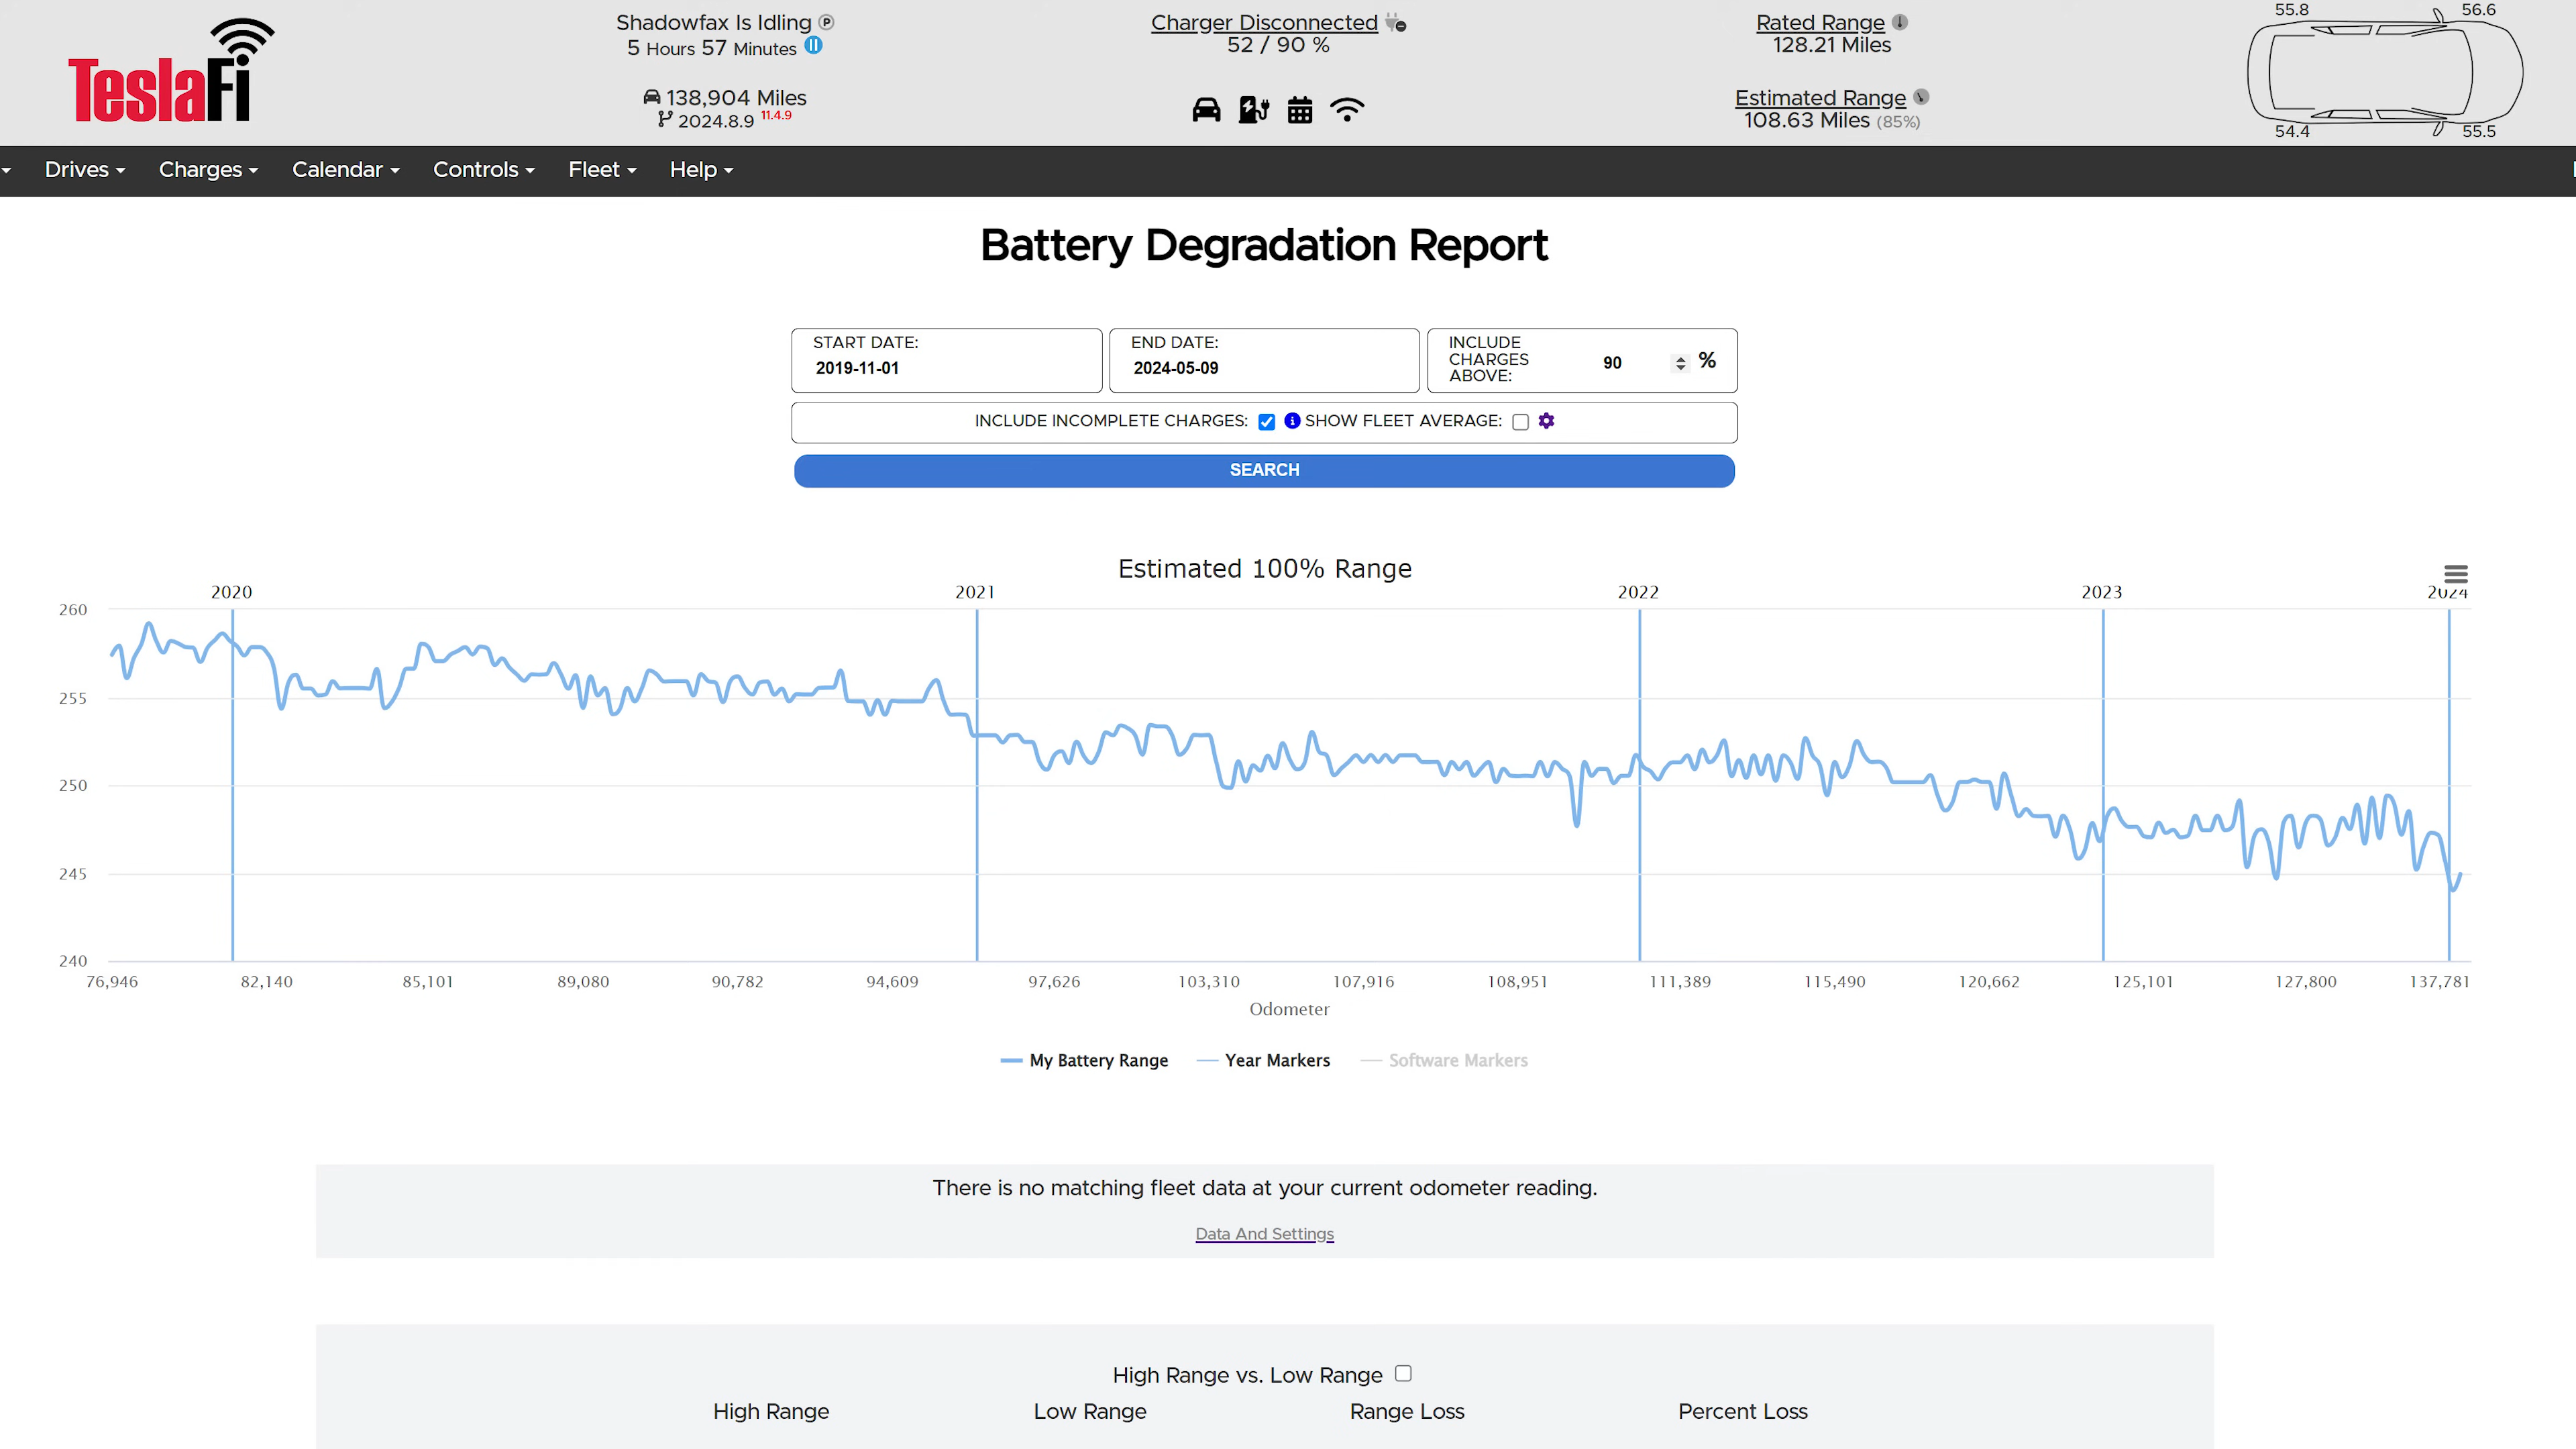 TeslaFi
Shadowfax Is Idling P
5 Hours 57 Minutes
138,904 Miles
2024.8.9 11.4.9
Charger Disconnected
52 / 90 %
Rated Range
128.21 Miles
Estimated Range
108.63 Miles (85%)
55.8 56.6
54.4 55.5
Drives Charges Calendar Controls Fleet Help
Battery Degradation Report
START DATE:
2019-11-01
END DATE:
2024-05-09
INCLUDE
CHARGES
ABOVE:
90 %
INCLUDE INCOMPLETE CHARGES: i SHOW FLEET AVERAGE:
SEARCH
Estimated 100% Range
2020 2021 2022 2023 2024
260
255
250
245
240
76,946 82,140 85,101 89,080 90,782 94,609 97,626 103,310 107,916 108,951 111,389 115,490 120,662 125,101 127,800 137,781
Odometer
My Battery Range Year Markers Software Markers
There is no matching fleet data at your current odometer reading.
Data And Settings
High Range vs. Low Range
High Range Low Range Range Loss Percent Loss